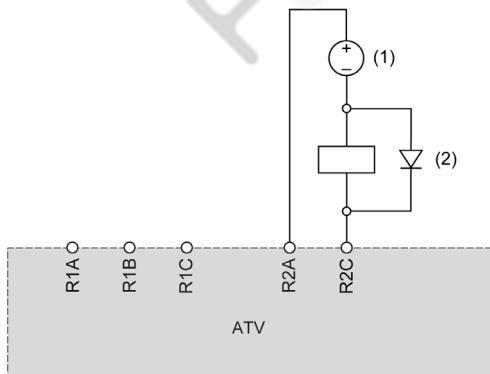 +
(1)
−
(2)
R1A
R1B
R1C
R2A
R2C
ATV